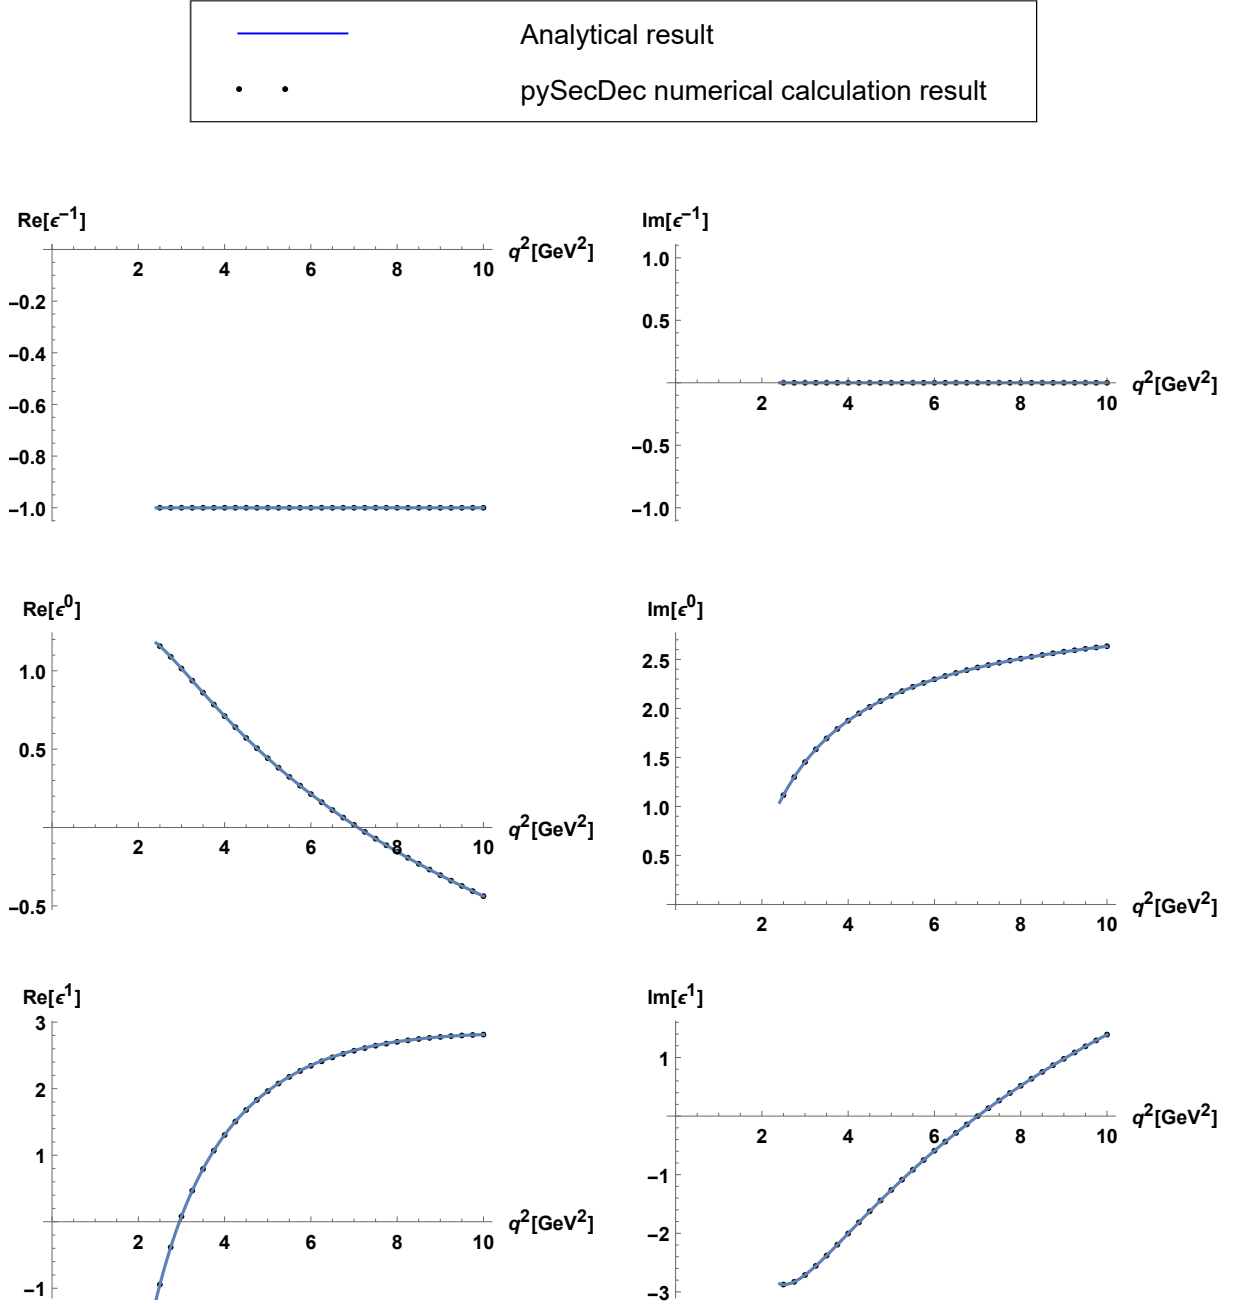 Analytical result
pySecDec numerical calculation result
Re[ϵ⁻¹]
q²[GeV²]
2 4 6 8 10
−0.2
−0.4
−0.6
−0.8
−1.0
Im[ϵ⁻¹]
1.0
0.5
q²[GeV²]
2 4 6 8 10
−0.5
−1.0
Re[ϵ⁰]
1.0
0.5
q²[GeV²]
2 4 6 8 10
−0.5
Im[ϵ⁰]
2.5
2.0
1.5
1.0
0.5
q²[GeV²]
2 4 6 8 10
Re[ϵ¹]
3
2
1
q²[GeV²]
2 4 6 8 10
−1
Im[ϵ¹]
1
q²[GeV²]
2 4 6 8 10
−1
−2
−3